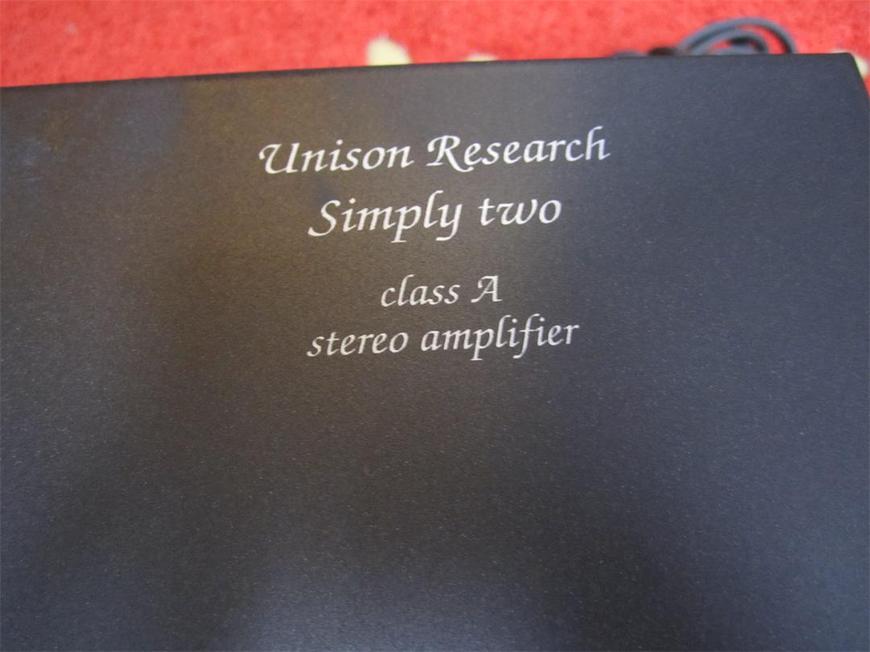 Unison Research
Simply two
class A
stereo amplifier